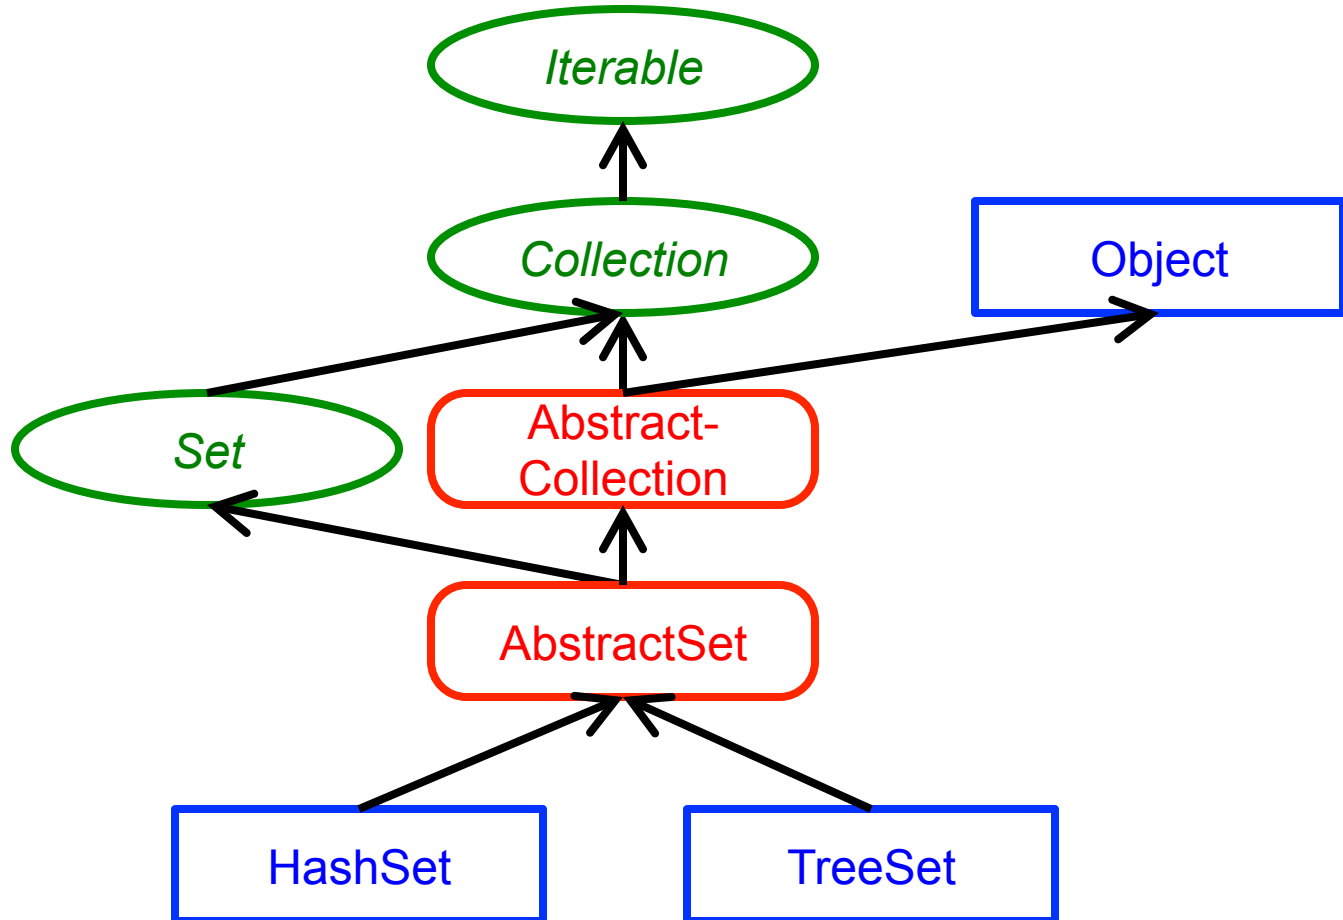 Iterable
Collection
Object
Set
Abstract-
Collection
AbstractSet
HashSet
TreeSet